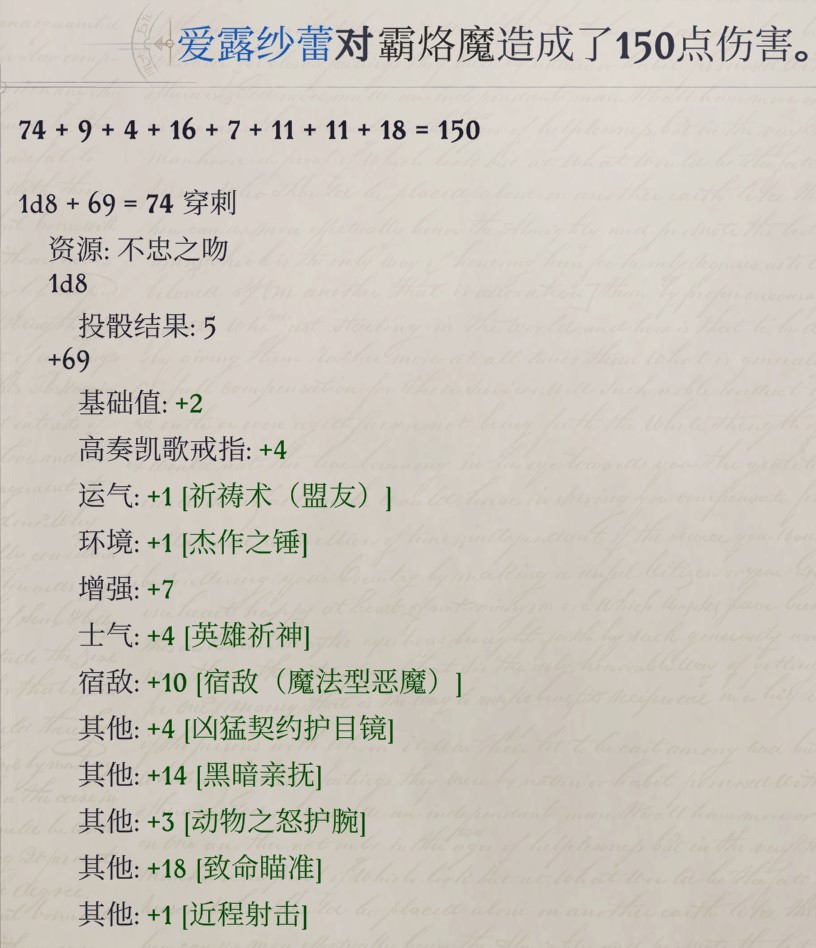 爱露纱蕾对霸烙魔造成了150点伤害。
74 + 9 + 4 + 16 + 7 + 11 + 11 + 18 = 150
1d8 + 69 = 74 穿刺
资源: 不忠之吻
1d8
投骰结果: 5
+69
基础值: +2
高奏凯歌戒指: +4
运气: +1 [祈祷术（盟友）]
环境: +1 [杰作之锤]
增强: +7
士气: +4 [英雄祈神]
宿敌: +10 [宿敌（魔法型恶魔）]
其他: +4 [凶猛契约护目镜]
其他: +14 [黑暗亲抚]
其他: +3 [动物之怒护腕]
其他: +18 [致命瞄准]
其他: +1 [近程射击]